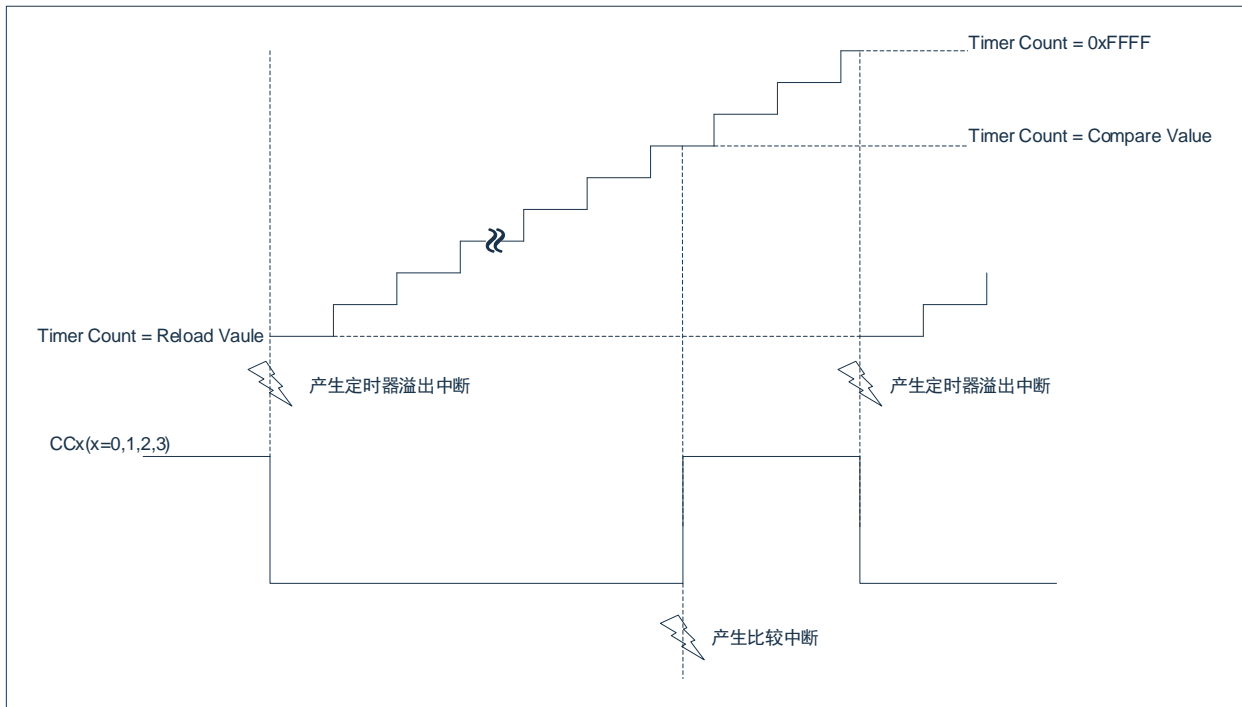 Timer Count = 0xFFFF
Timer Count = Compare Value
Timer Count = Reload Vaule
产生定时器溢出中断
产生定时器溢出中断
CCx(x=0,1,2,3)
产生比较中断